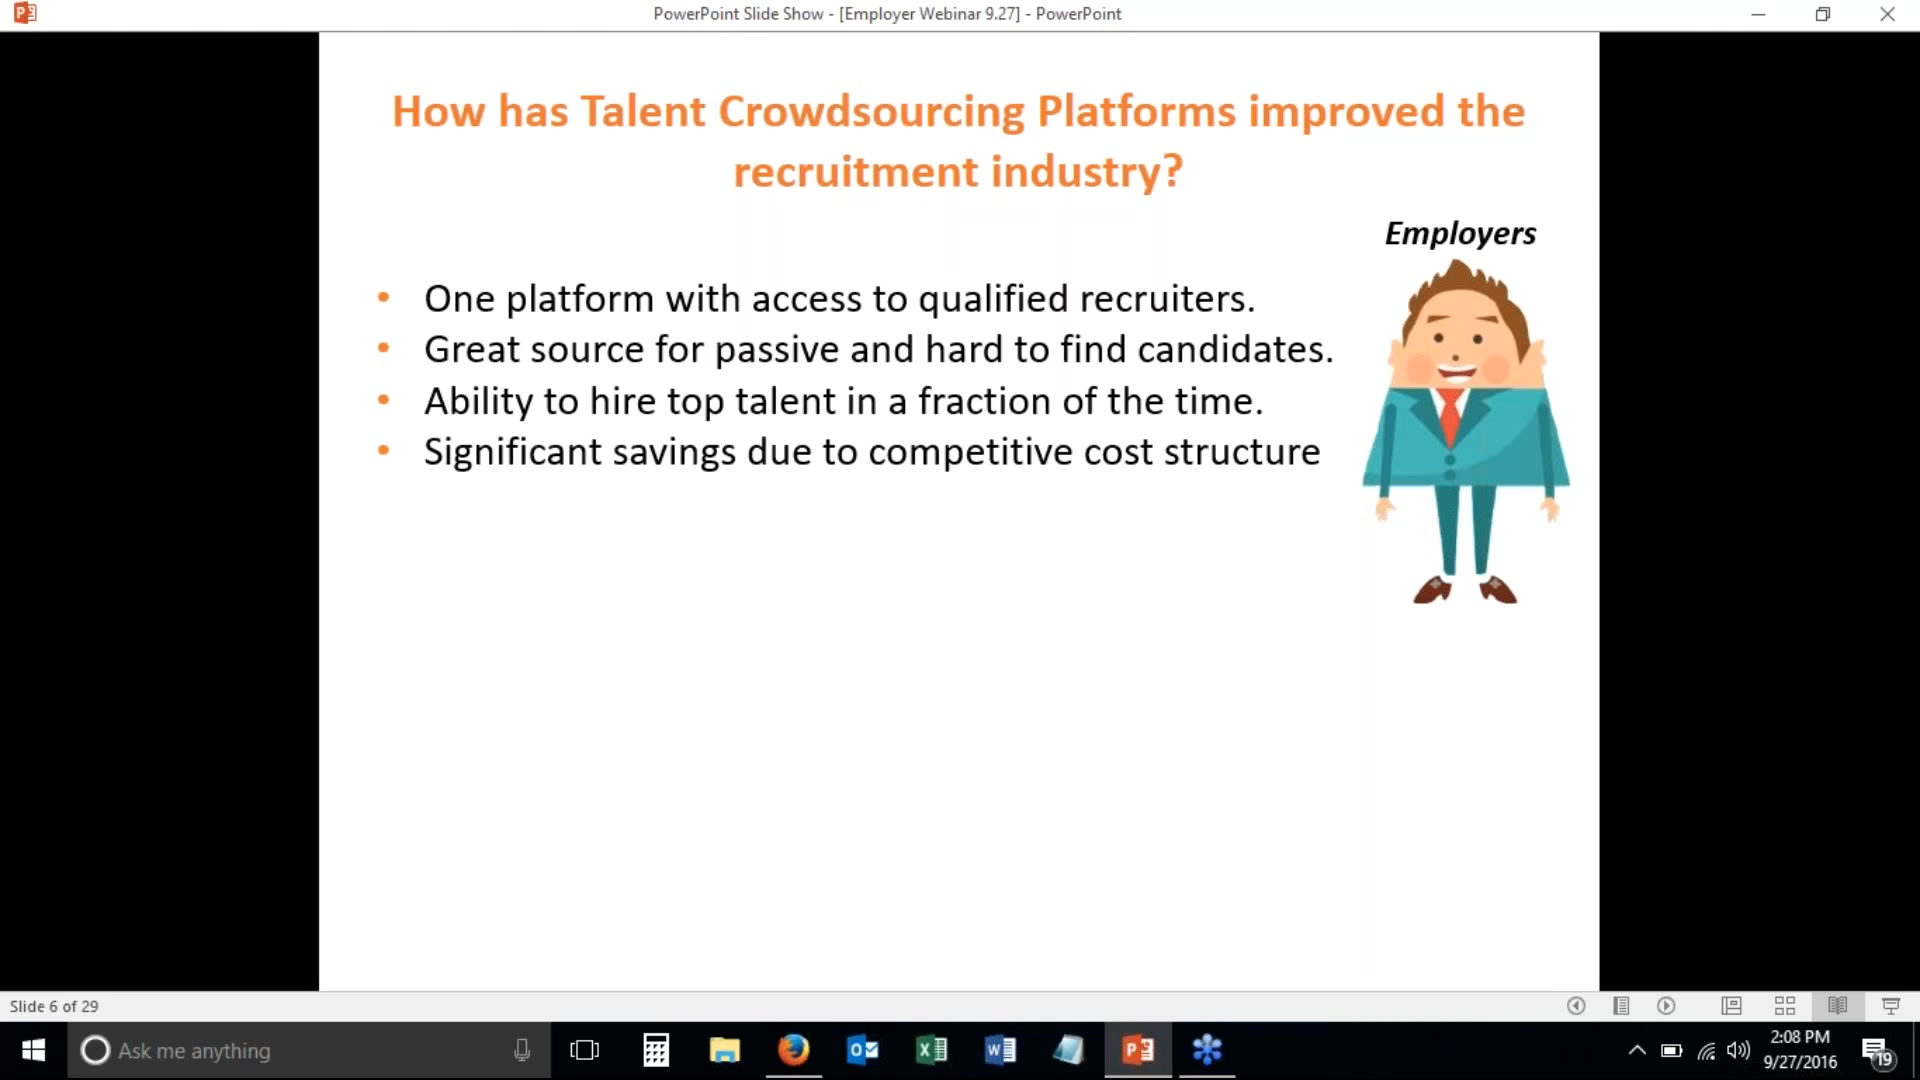 PowerPoint Slide Show - [Employer Webinar 9.27] - PowerPoint
How has Talent Crowdsourcing Platforms improved the
recruitment industry?
Employers
• One platform with access to qualified recruiters.
• Great source for passive and hard to find candidates.
• Ability to hire top talent in a fraction of the time.
• Significant savings due to competitive cost structure
Slide 6 of 29
Ask me anything
2:08 PM
9/27/2016
19